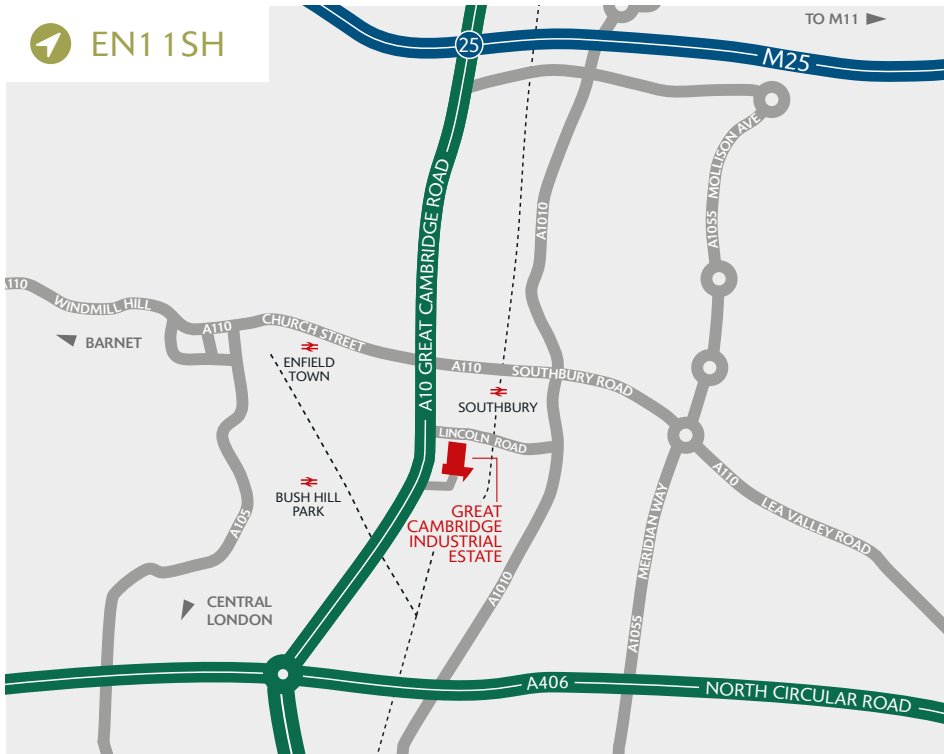 EN1 1SH
TO M11
25
M25
MOLLISON AVE
A1055
A1010
A10 GREAT CAMBRIDGE ROAD
A110
WINDMILL HILL
A110
CHURCH STREET
BARNET
ENFIELD
TOWN
A110
SOUTHBURY ROAD
SOUTHBURY
LINCOLN ROAD
BUSH HILL
PARK
A105
GREAT
CAMBRIDGE
INDUSTRIAL
ESTATE
A110
LEA VALLEY ROAD
MERIDIAN WAY
A1055
A1010
CENTRAL
LONDON
A406
NORTH CIRCULAR ROAD